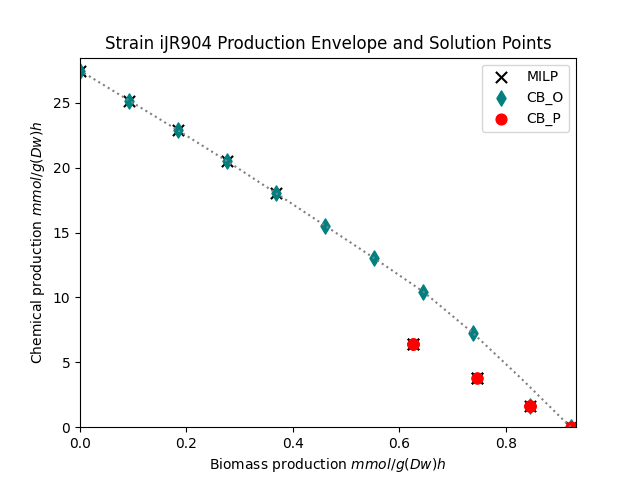 Strain iJR904 Production Envelope and Solution Points
MILP
CB_O
CB_P
25
20
15
10
5
0
Chemical production mmol/g(Dw)h
0.0 0.2 0.4 0.6 0.8
Biomass production mmol/g(Dw)h